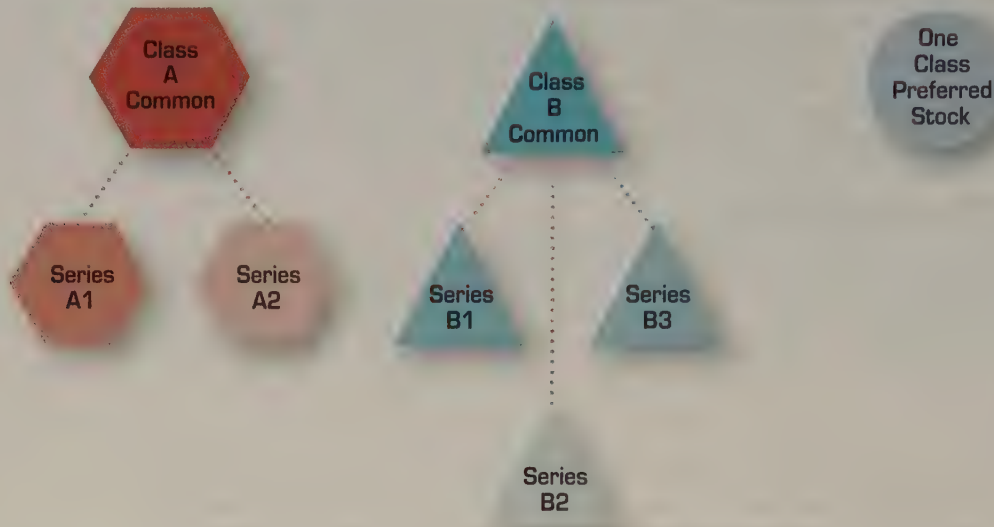 Class
A
Common
Class
B
Common
One
Class
Preferred
Stock
Series
A1
Series
A2
Series
B1
Series
B3
Series
B2